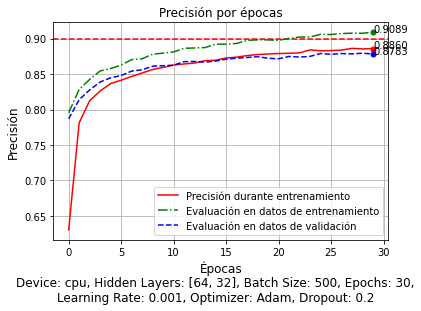 Precisión por épocas
Precisión
0.90
0.85
0.80
0.75
0.70
0.65
0.9089
0.8860
0.8783
Precisión durante entrenamiento
Evaluación en datos de entrenamiento
Evaluación en datos de validación
0 5 10 15 20 25 30
Épocas
Device: cpu, Hidden Layers: [64, 32], Batch Size: 500, Epochs: 30,
Learning Rate: 0.001, Optimizer: Adam, Dropout: 0.2